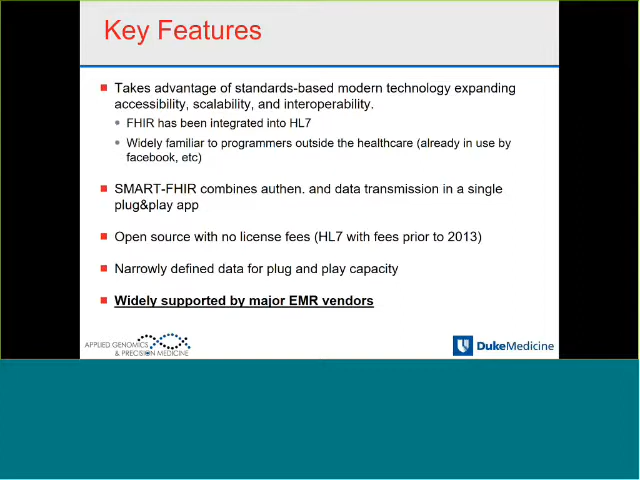 Key Features
Takes advantage of standards-based modern technology expanding
accessibility, scalability, and interoperability.
FHIR has been integrated into HL7
Widely familiar to programmers outside the healthcare (already in use by
facebook, etc)
SMART-FHIR combines authen. and data transmission in a single
plug&play app
Open source with no license fees (HL7 with fees prior to 2013)
Narrowly defined data for plug and play capacity
Widely supported by major EMR vendors
APPLIED GENOMICS
& PRECISION MEDICINE
DukeMedicine